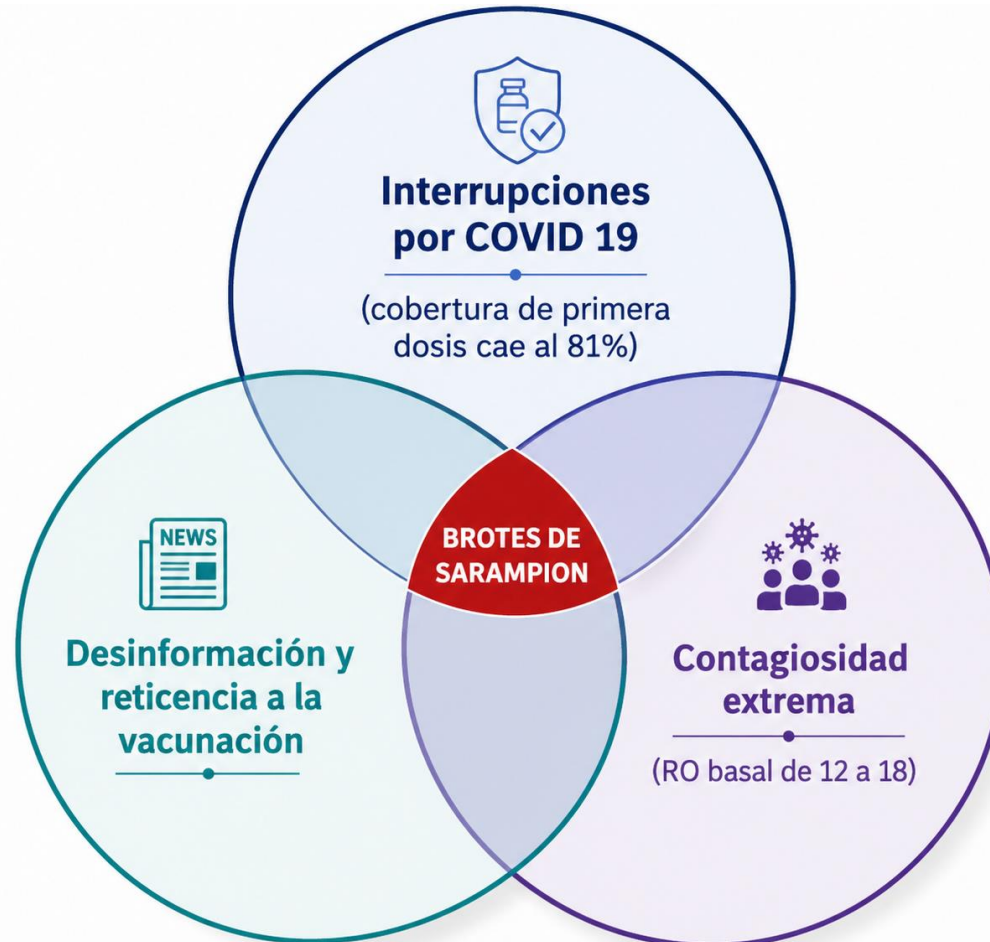 Interrupciones
por COVID 19
(cobertura de primera
dosis cae al 81%)
BROTES DE
SARAMPION
NEWS
Desinformación y
reticencia a la
vacunación
Contagiosidad
extrema
(RO basal de 12 a 18)